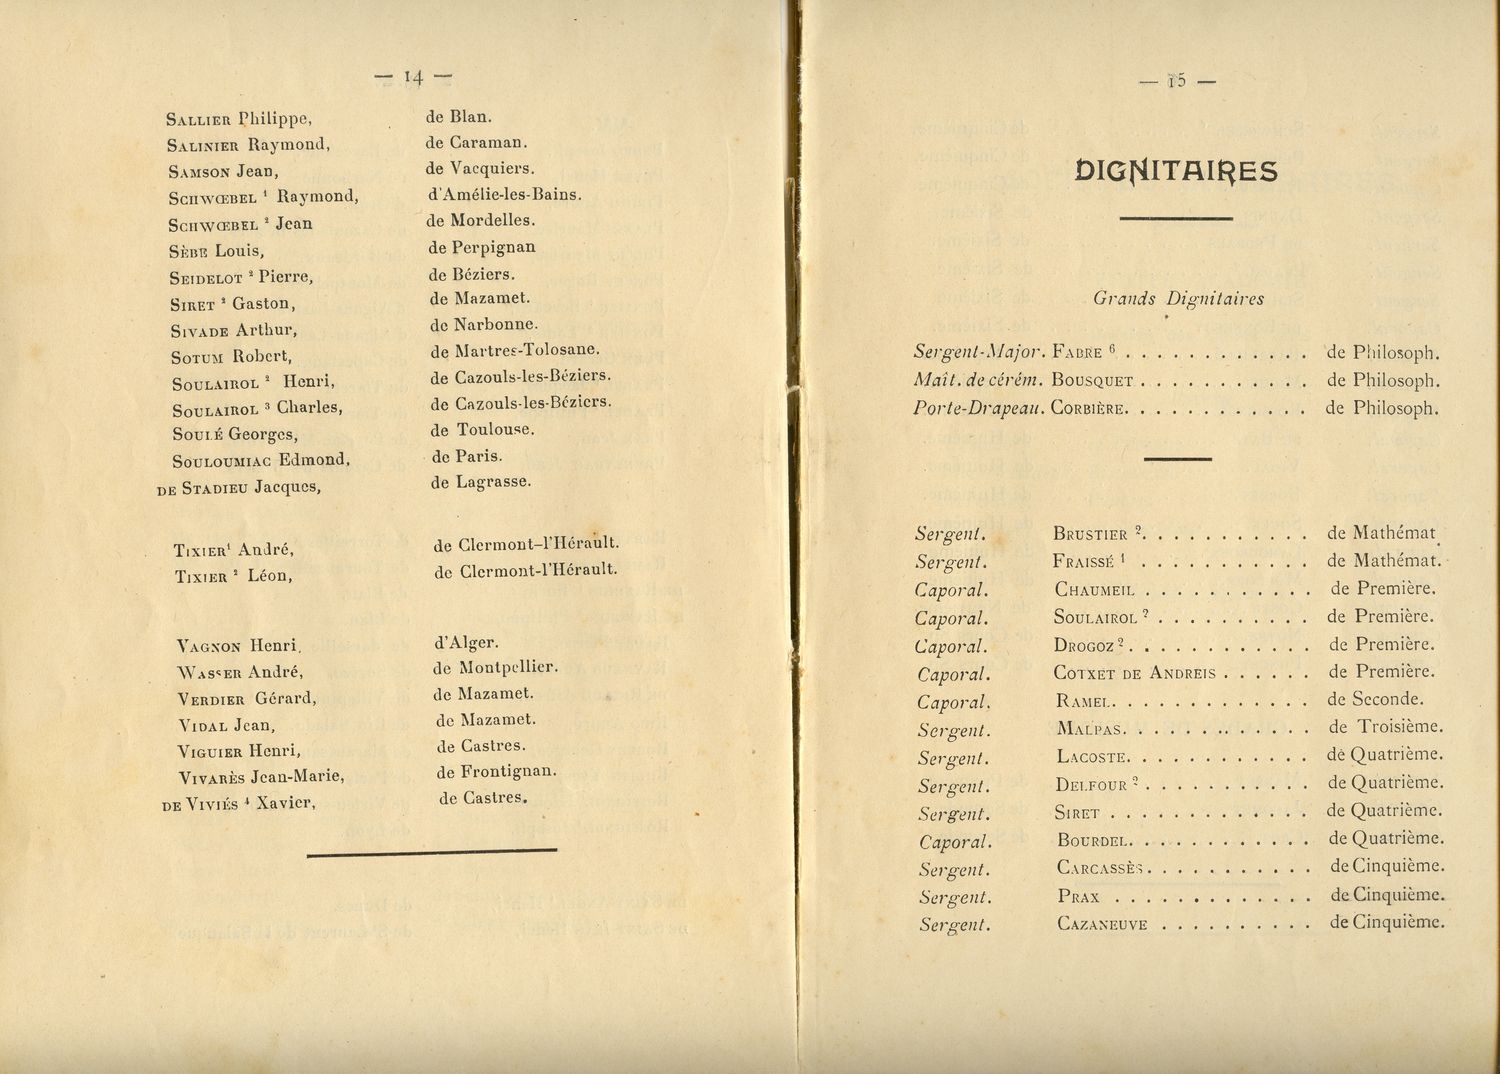 — 14 —
SALLIER Philippe, de Blan.
SALINIER Raymond, de Caraman.
SAMSON Jean, de Vacquiers.
SCHWŒBEL ¹ Raymond, d'Amélie-les-Bains.
SCHWŒBEL ² Jean de Mordelles.
SÈBE Louis, de Perpignan
SEIDELOT ² Pierre, de Béziers.
SIRET ² Gaston, de Mazamet.
SIVADE Arthur, de Narbonne.
SOTUM Robert, de Martres-Tolosane.
SOULAIROL ² Henri, de Cazouls-les-Béziers.
SOULAIROL ³ Charles, de Cazouls-les-Béziers.
SOULÉ Georges, de Toulouse.
SOULOUMIAC Edmond, de Paris.
DE STADIEU Jacques, de Lagrasse.
TIXIER¹ André, de Clermont-l'Hérault.
TIXIER ² Léon, de Clermont-l'Hérault.
VAGNON Henri, d'Alger.
WASSER André, de Montpellier.
VERDIER Gérard, de Mazamet.
VIDAL Jean, de Mazamet.
VIGUIER Henri, de Castres.
VIVARÈS Jean-Marie, de Frontignan.
DE VIVIÉS ⁴ Xavier, de Castres.
— 15 —
DIGNITAIRES
Grands Dignitaires
Sergent-Major. FABRE ⁶ . . . . . . . . . . . . de Philosoph.
Maît. de cérém. BOUSQUET . . . . . . . . . . . de Philosoph.
Porte-Drapeau. CORBIÈRE. . . . . . . . . . . . de Philosoph.
Sergent. BRUSTIER ². . . . . . . . . . . de Mathémat.
Sergent. FRAISSÉ ¹ . . . . . . . . . . . de Mathémat.
Caporal. CHAUMEIL . . . . . . . . . . . de Première.
Caporal. SOULAIROL ² . . . . . . . . . . de Première.
Caporal. DROGOZ ². . . . . . . . . . . . de Première.
Caporal. COTXET DE ANDREIS . . . . . . de Première.
Caporal. RAMEL. . . . . . . . . . . . . de Seconde.
Sergent. MALPAS. . . . . . . . . . . . de Troisième.
Sergent. LACOSTE. . . . . . . . . . . . de Quatrième.
Sergent. DELFOUR ² . . . . . . . . . . . de Quatrième.
Sergent. SIRET . . . . . . . . . . . . . de Quatrième.
Caporal. BOURDEL. . . . . . . . . . . . de Quatrième.
Sergent. CARCASSÈS. . . . . . . . . . . de Cinquième.
Sergent. PRAX . . . . . . . . . . . . . de Cinquième.
Sergent. CAZANEUVE . . . . . . . . . . de Cinquième.